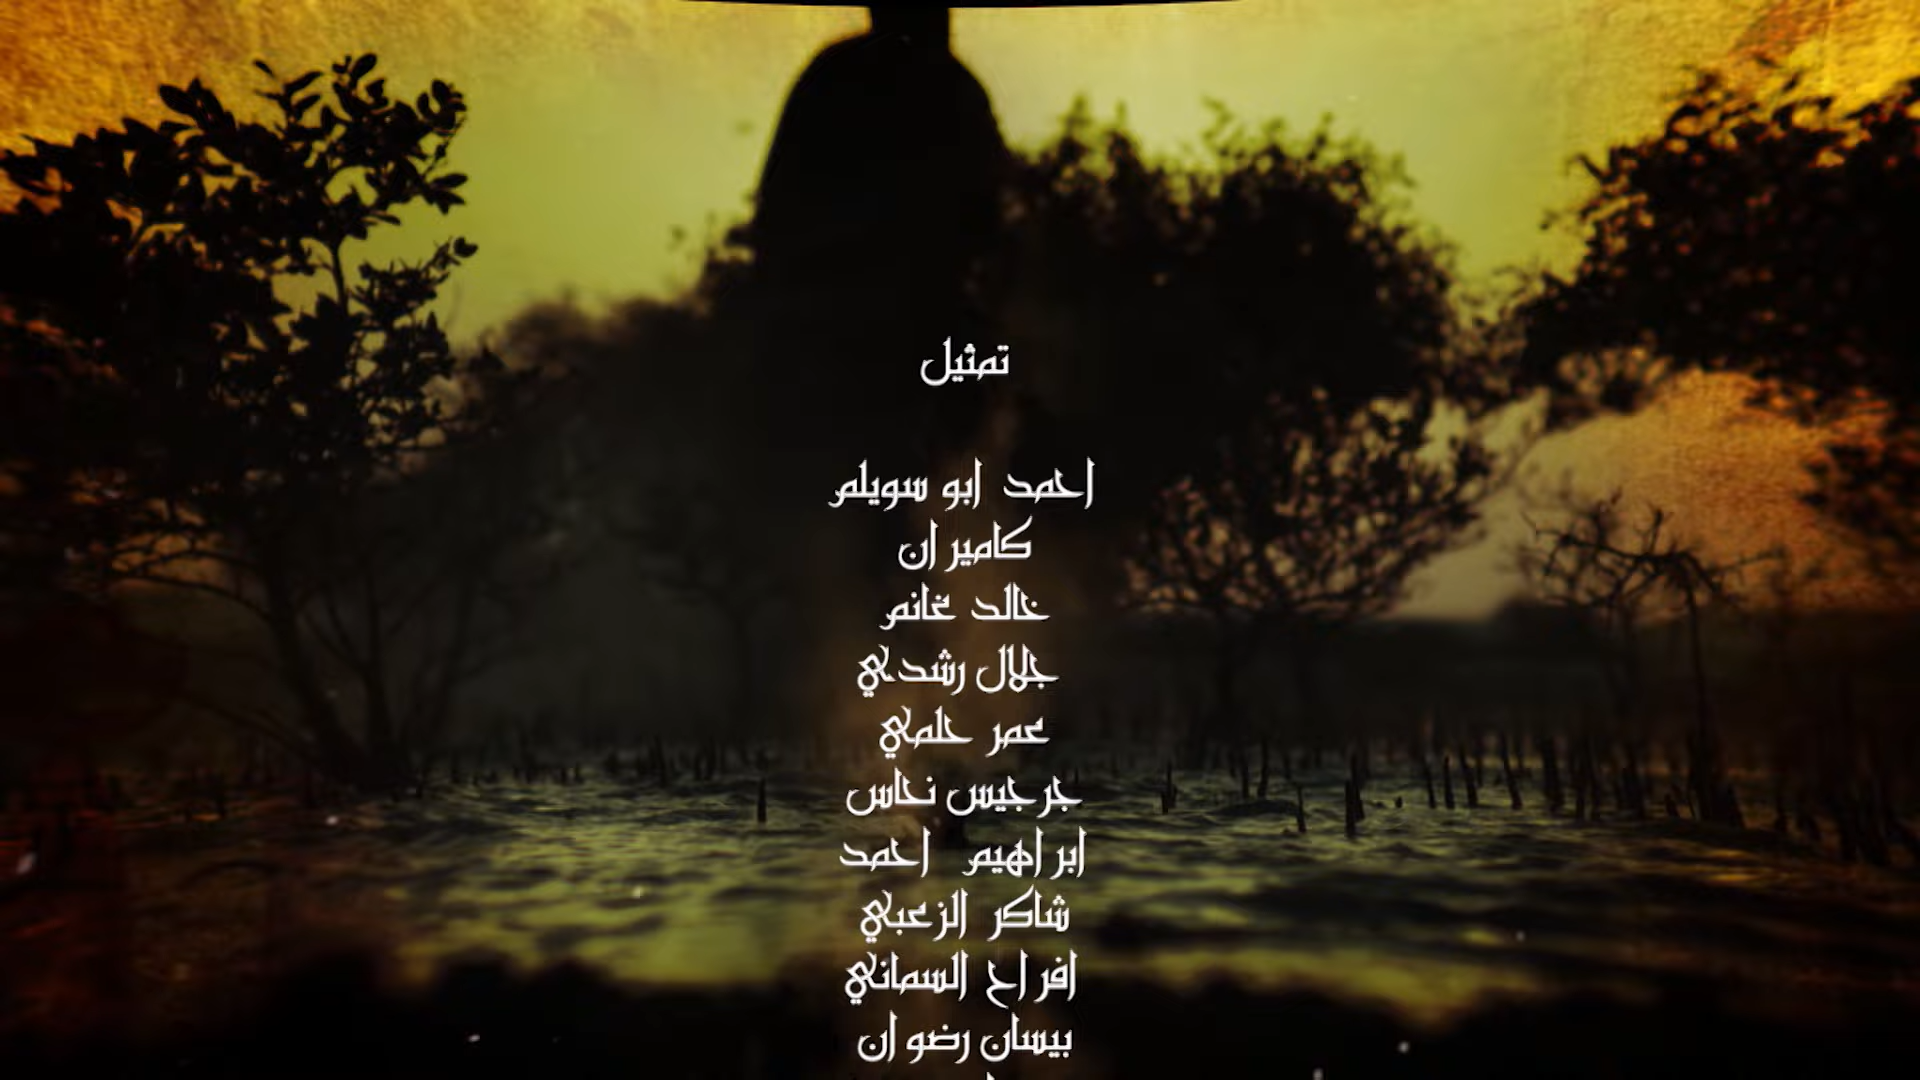 تمثيل
احمد ابو سويلم
كاميران
خالد غانم
جلال رشدي
عمر حلمي
جرجيس نحاس
ابراهيم احمد
شاكر الزعبي
افراح السماني
بيسان رضوان